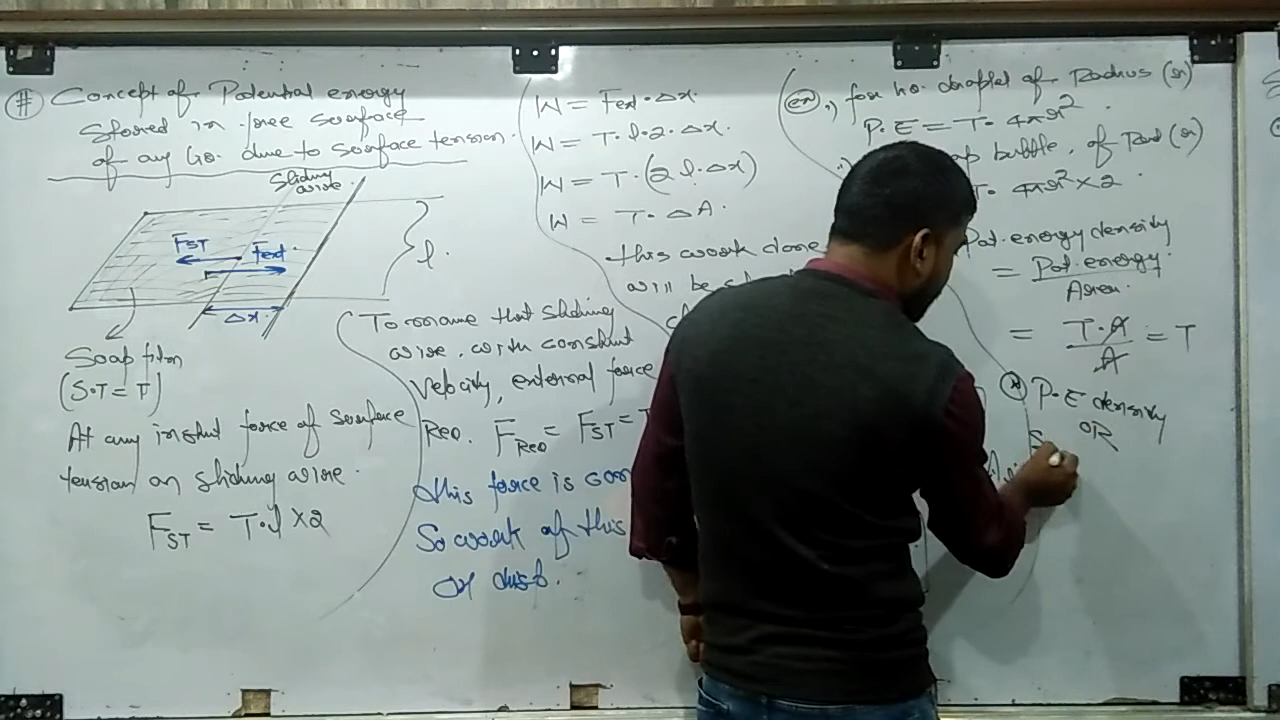 # Concept of Potential energy
stored in free surface
of any liq. due to surface tension.
Sliding
wire.
FST
Fext
l.
Δx.
Soap film
(S.T = T)
At any instant force of surface
tension on sliding wire.
FST = T.l × 2
To move that sliding
wire. with constant
velocity, external force
Req. FReq = FST =
this force is con
So work of this
or dist.
W = Fext . Δx.
W = T. l. 2. Δx.
W = T. (2 l. Δx)
W = T. ΔA.
this work done
will be
ex .) for liq. droplet of Radius (r)
P.E = T. 4πr² .
bubble, of Rad (r)
T. 4πr² × 2 .
Pot. energy density
= Pot. energy.
Area.
= T.A = T
A
P.E density
OR
S